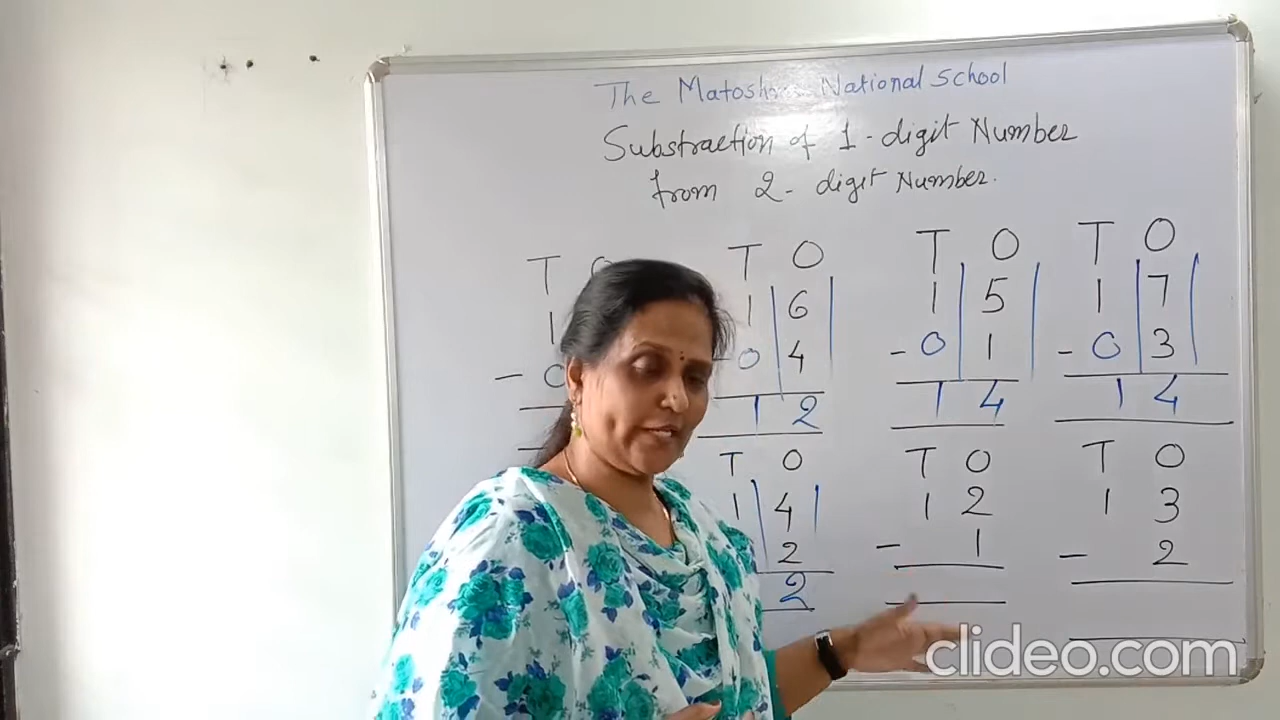 The National School
Substraction of 1-digit Number
from 2-digit Number.
T O T O T O T O
1 1 6 1 5 1 7
- 0 - 0 4 - 0 1 - 0 3
1 2 1 4 1 4
T O T O T O
1 4 1 2 1 3
2 - 1 - 2
2
clideo.com